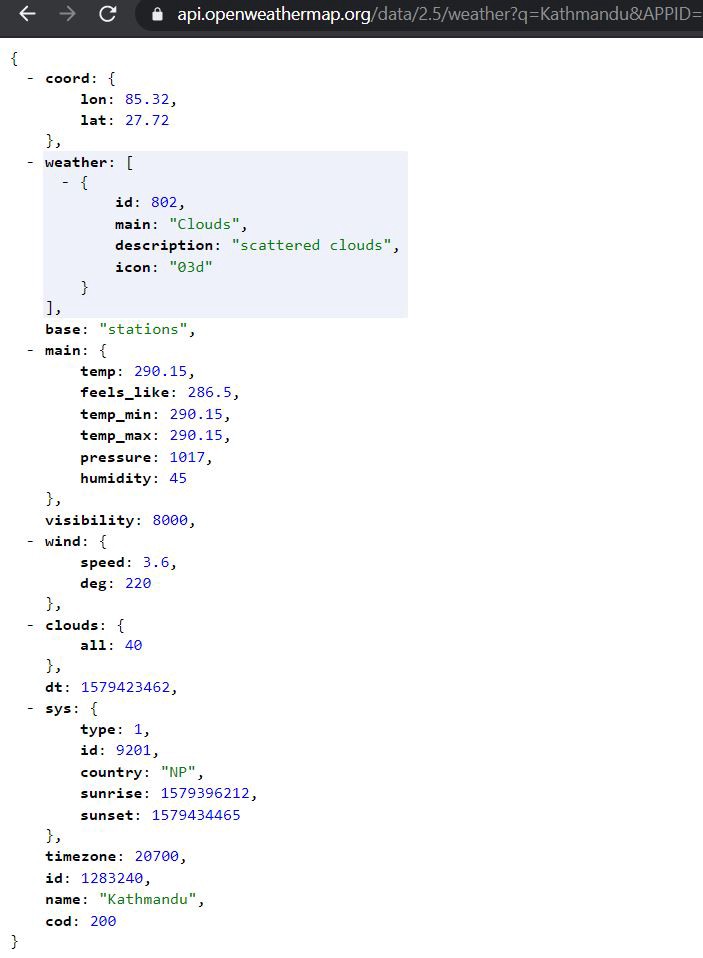 api.openweathermap.org/data/2.5/weather?q=Kathmandu&APPID=
{
- coord: {
lon: 85.32,
lat: 27.72
},
- weather: [
- {
id: 802,
main: "Clouds",
description: "scattered clouds",
icon: "03d"
}
],
base: "stations",
- main: {
temp: 290.15,
feels_like: 286.5,
temp_min: 290.15,
temp_max: 290.15,
pressure: 1017,
humidity: 45
},
visibility: 8000,
- wind: {
speed: 3.6,
deg: 220
},
- clouds: {
all: 40
},
dt: 1579423462,
- sys: {
type: 1,
id: 9201,
country: "NP",
sunrise: 1579396212,
sunset: 1579434465
},
timezone: 20700,
id: 1283240,
name: "Kathmandu",
cod: 200
}